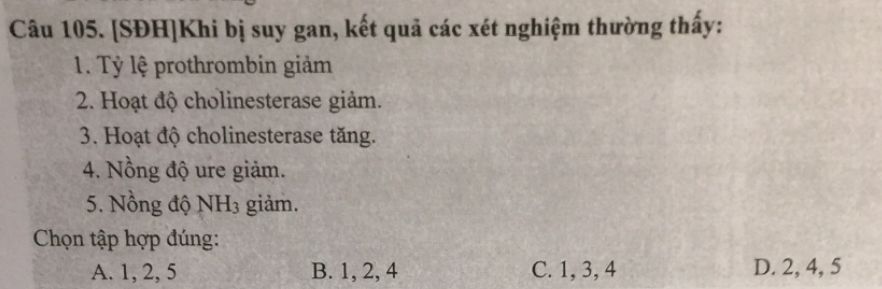 Câu 105. [SĐH]Khi bị suy gan, kết quả các xét nghiệm thường thấy:
1. Tỷ lệ prothrombin giảm
2. Hoạt độ cholinesterase giảm.
3. Hoạt độ cholinesterase tăng.
4. Nồng độ ure giảm.
5. Nồng độ NH₃ giảm.
Chọn tập hợp đúng:
A. 1, 2, 5 B. 1, 2, 4 C. 1, 3, 4 D. 2, 4, 5